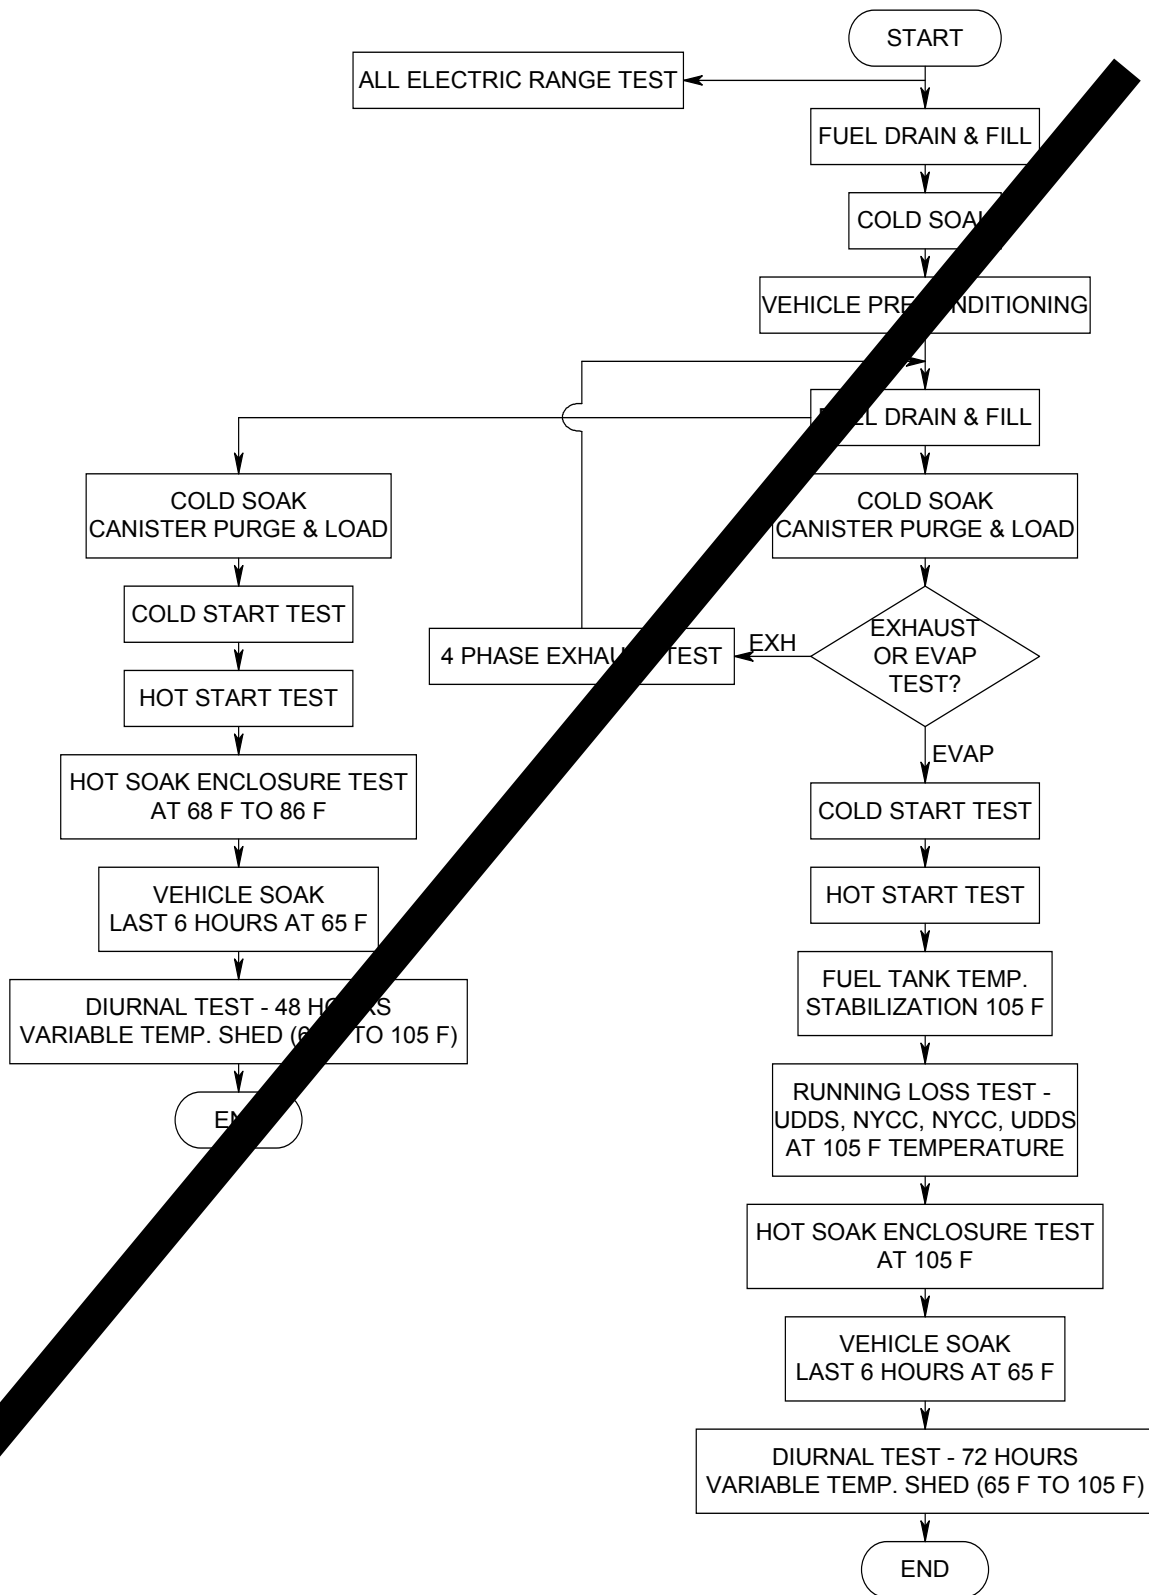 START
ALL ELECTRIC RANGE TEST
FUEL DRAIN & FILL
COLD SOAK
VEHICLE
DRAIN & FILL
COLD SOAK
CANISTER PURGE & LOAD
COLD SOAK
CANISTER PURGE & LOAD
COLD START TEST
EXHAUST
OR EVAP
TEST?
EXH
4 PHASE TEST
HOT START TEST
EVAP
HOT SOAK ENCLOSURE TEST
AT 68 F TO 86 F
COLD START TEST
VEHICLE SOAK
LAST 6 HOURS AT 65 F
HOT START TEST
DIURNAL TEST - 48
VARIABLE TEMP. SHED TO 105 F)
FUEL TANK TEMP.
STABILIZATION 105 F
RUNNING LOSS TEST -
UDDS, NYCC, NYCC, UDDS
AT 105 F TEMPERATURE
HOT SOAK ENCLOSURE TEST
AT 105 F
VEHICLE SOAK
LAST 6 HOURS AT 65 F
DIURNAL TEST - 72 HOURS
VARIABLE TEMP. SHED (65 F TO 105 F)
END